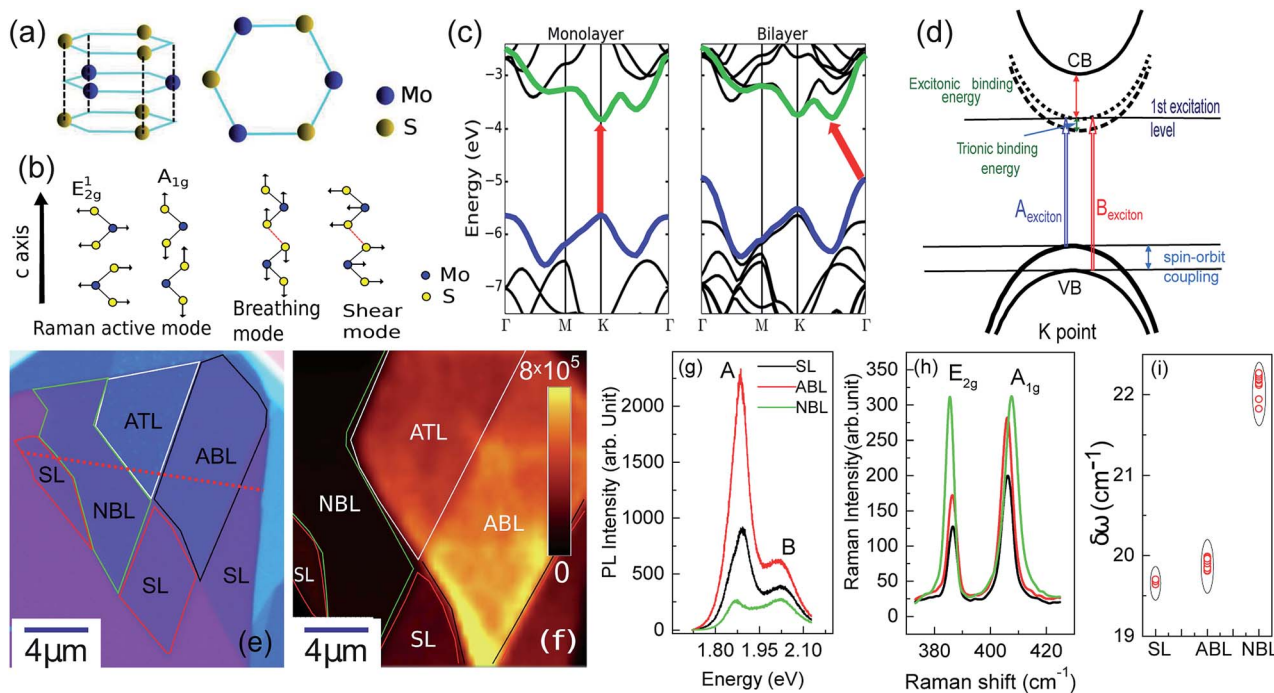 (a)
Mo
S
(b)
c axis
E¹2g
A1g
Mo
S
Raman active mode
Breathing
mode
Shear
mode
(c)
Monolayer
Bilayer
Energy (eV)
−3
−4
−5
−6
−7
Γ M K Γ
Γ M K Γ
(d)
CB
Excitonic binding
energy
1st excitation
level
Trionic binding
energy
Aexciton
Bexciton
spin-orbit
coupling
VB
K point
ATL
ABL
SL
NBL
SL
SL
4μm
(e)
8×10⁵
0
ATL
NBL
ABL
SL
SL
4μm
(f)
(g)
A
B
SL
ABL
NBL
PL Intensity (arb. Unit)
2000
1500
1000
500
0
1.80 1.95 2.10
Energy (eV)
(h)
E2g
A1g
Raman Intensity(arb.unit)
350
300
250
200
150
100
50
0
380 400 420
Raman shift (cm⁻¹)
(i)
δω (cm⁻¹)
22
21
20
19
SL ABL NBL